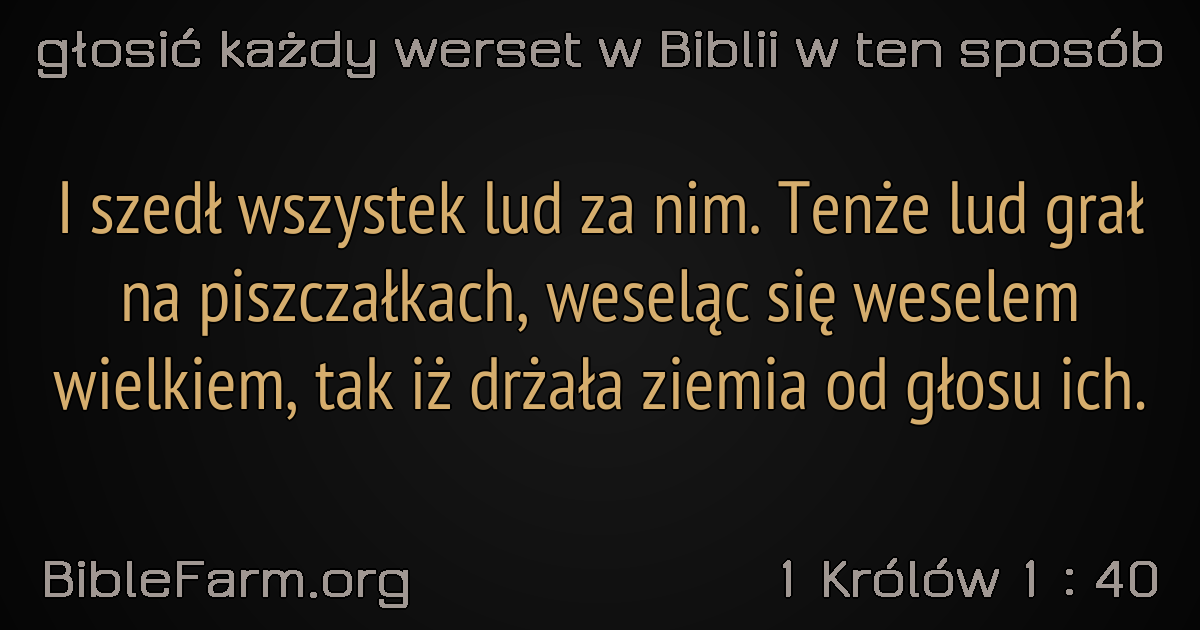 głosić każdy werset w Biblii w ten sposób
I szedł wszystek lud za nim. Tenże lud grał
na piszczałkach, weseląc się weselem
wielkiem, tak iż drżała ziemia od głosu ich.
BibleFarm.org
1 Królów 1 : 40